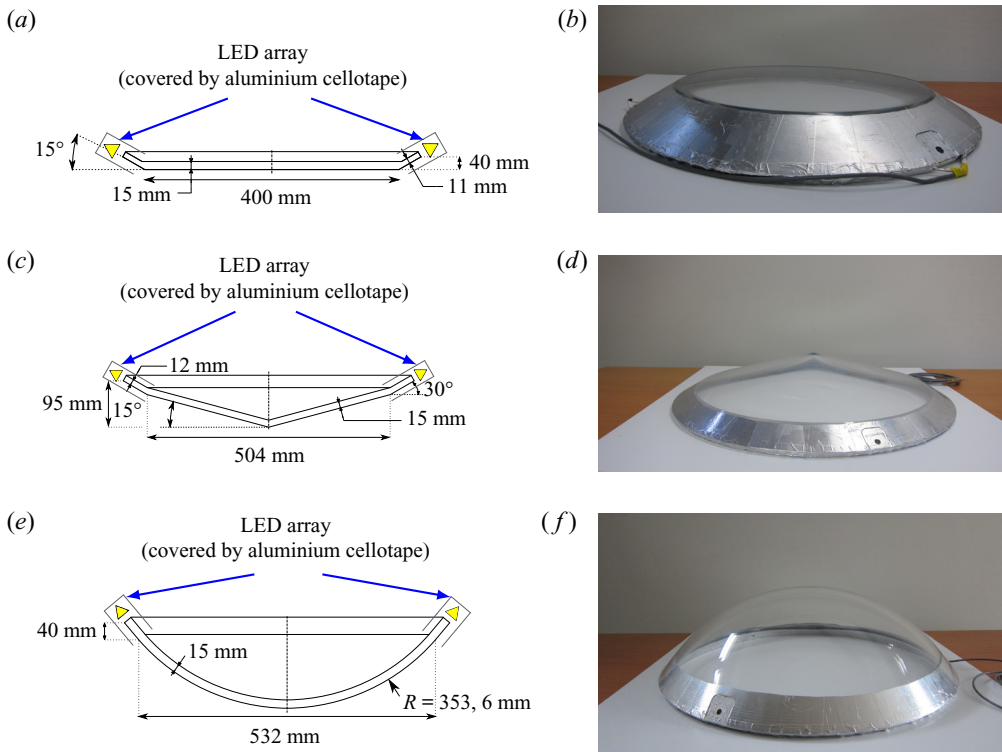 (a)
(b)
LED array
(covered by aluminium cellotape)
15°
40 mm
11 mm
15 mm
400 mm
(c)
(d)
LED array
(covered by aluminium cellotape)
12 mm
30°
95 mm
15°
15 mm
504 mm
(e)
(f)
LED array
(covered by aluminium cellotape)
40 mm
15 mm
R = 353, 6 mm
532 mm